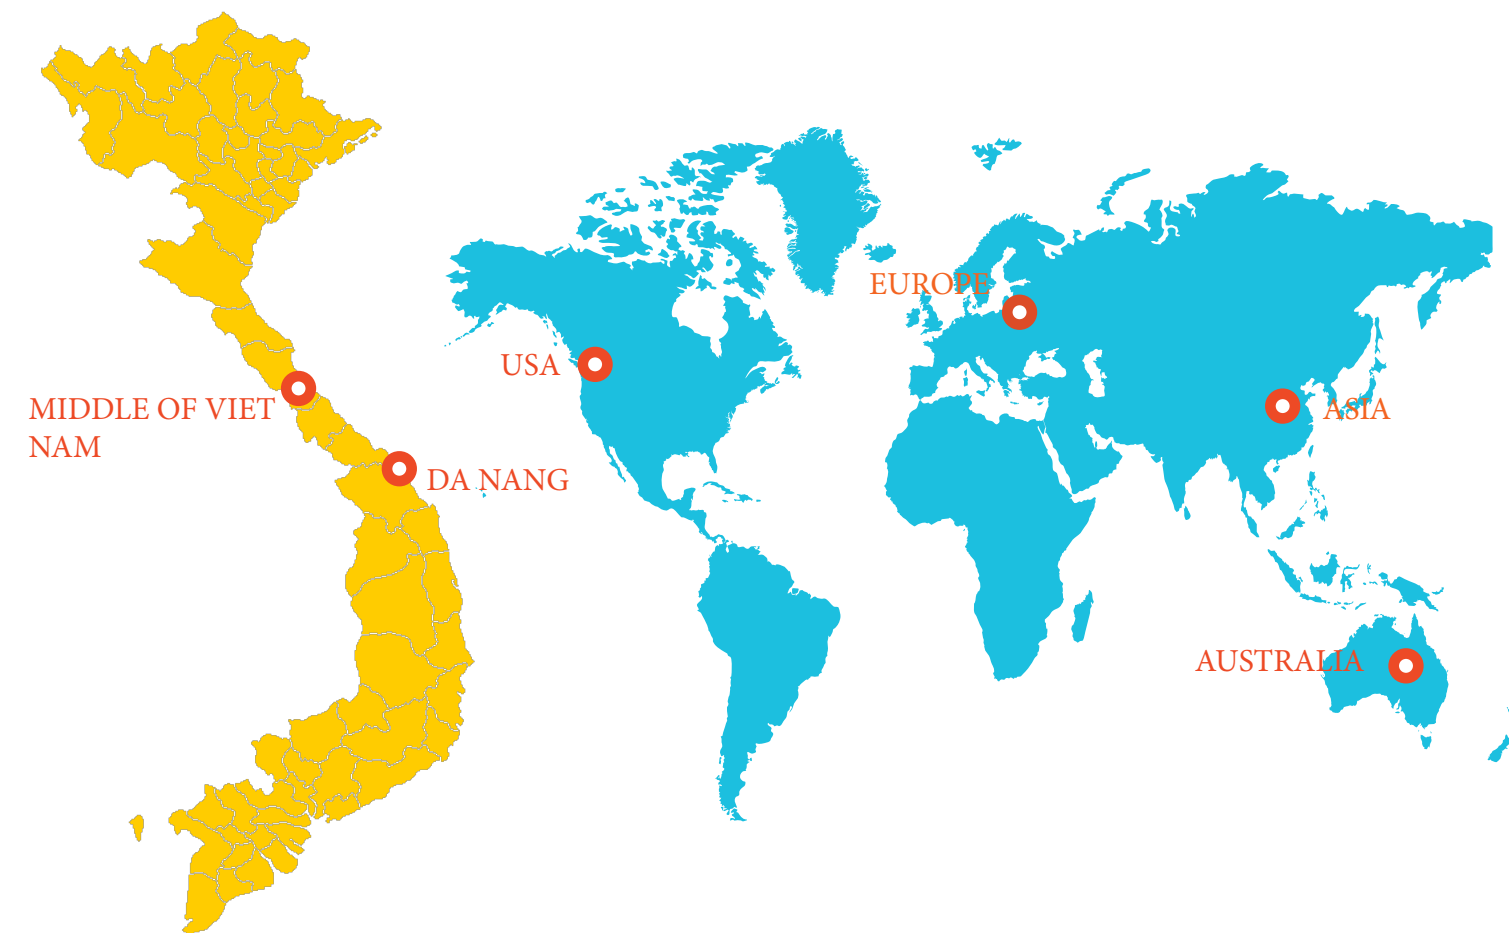 EUROPE
USA
MIDDLE OF VIET
NAM
ASIA
DA NANG
AUSTRALIA